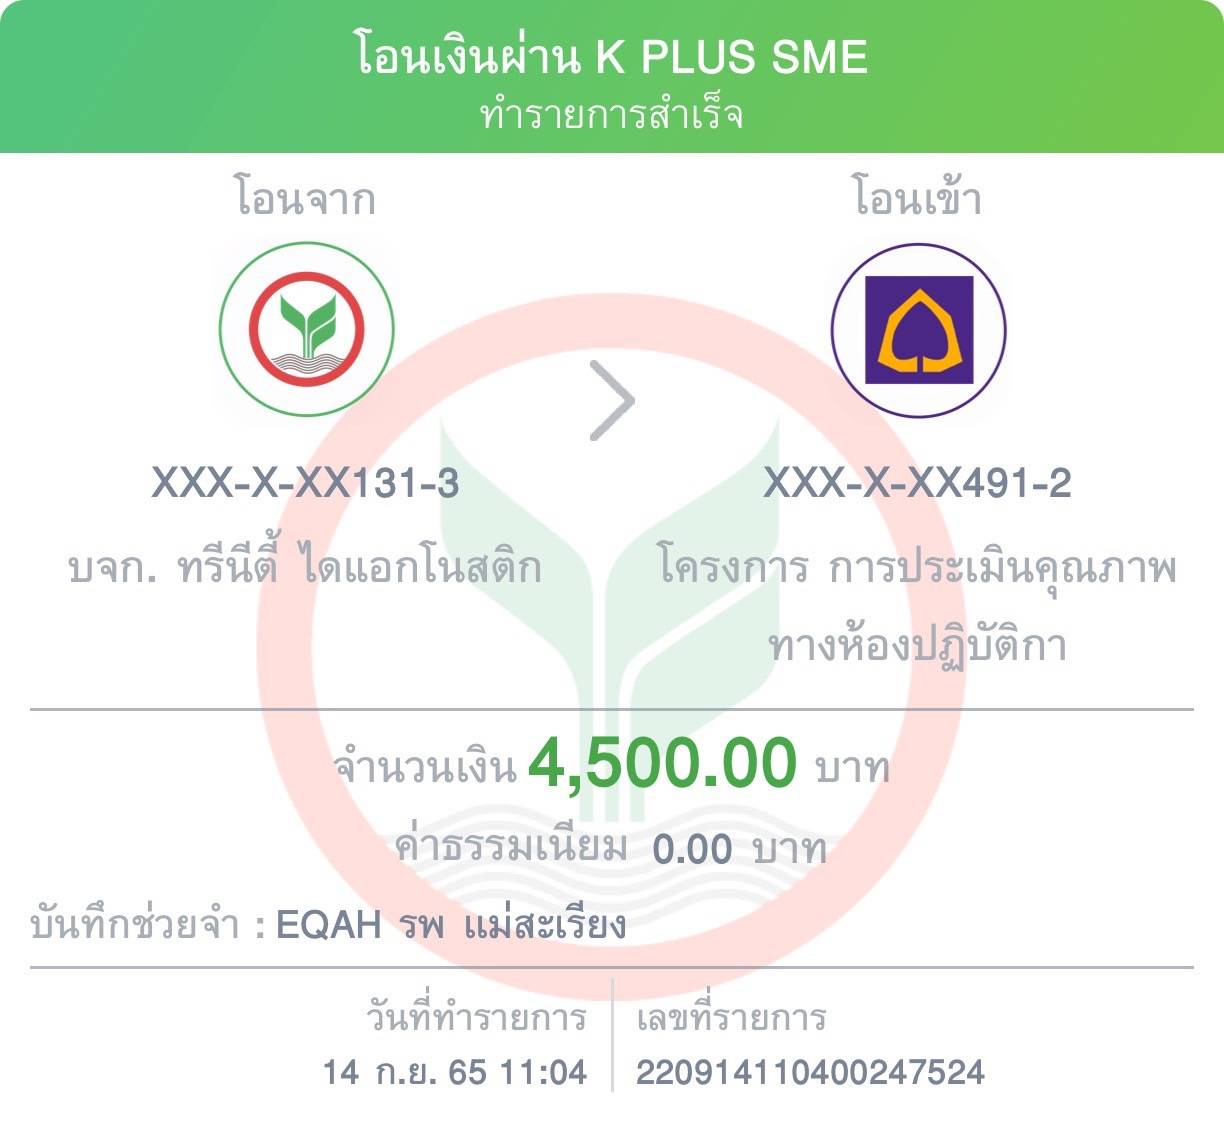 โอนเงินผ่าน K PLUS SME
ทำรายการสำเร็จ
โอนจาก
โอนเข้า
XXX-X-XX131-3
XXX-X-XX491-2
บจก. ทรีนีตี้ ไดแอกโนสติก
โครงการ การประเมินคุณภาพ
ทางห้องปฏิบัติกา
จำนวนเงิน 4,500.00 บาท
ค่าธรรมเนียม 0.00 บาท
บันทึกช่วยจำ : EQAH รพ แม่สะเรียง
วันที่ทำรายการ
14 ก.ย. 65 11:04
เลขที่รายการ
220914110400247524